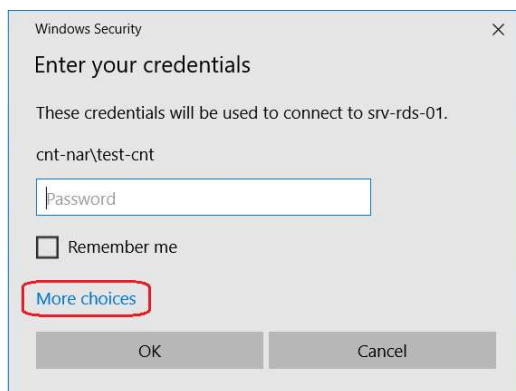 Windows Security
Enter your credentials
These credentials will be used to connect to srv-rds-01.
cnt-nar\test-cnt
Password
Remember me
More choices
OK Cancel